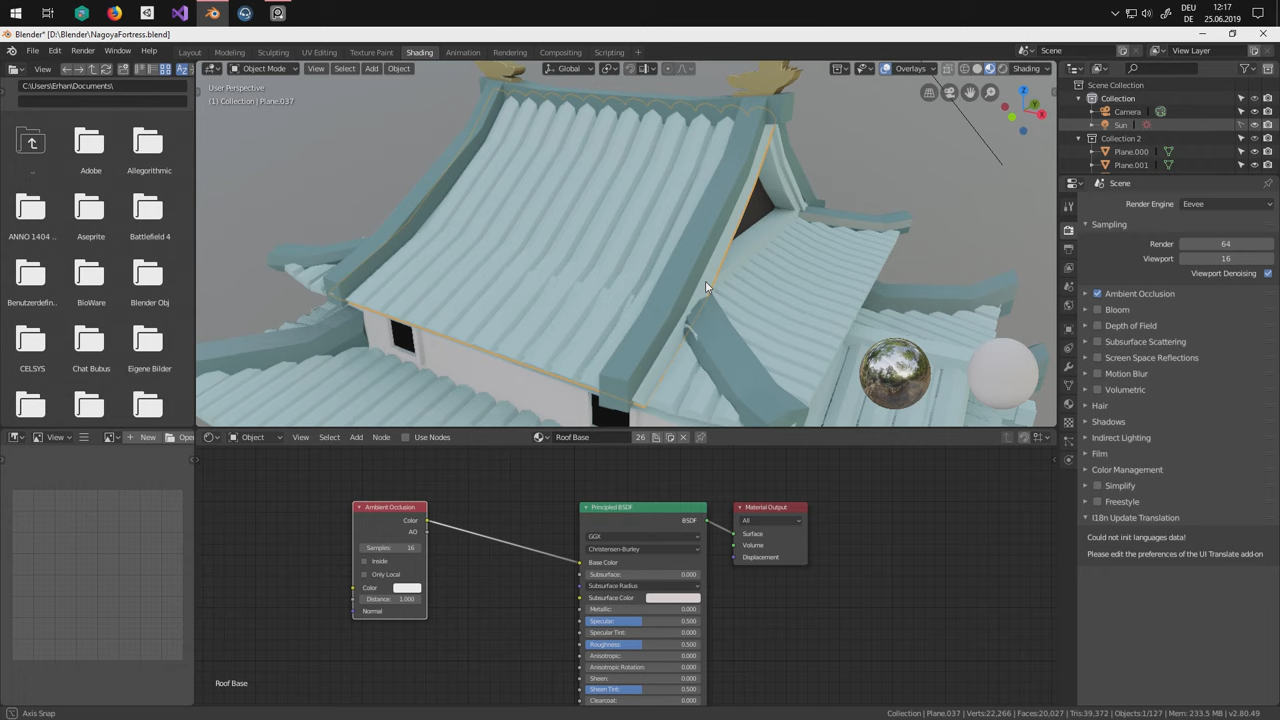 DEU
DE
12:17
25.06.2019
Blender* [D:\Blender\NagoyaFortress.blend]
File Edit Render Window Help
Layout Modeling Sculpting UV Editing Texture Paint Shading Animation Rendering Compositing Scripting
Scene
View Layer
View
Object Mode View Select Add Object
Global
Overlays
Shading
C:\Users\Erhan\Documents\
User Perspective
(1) Collection | Plane.037
Z
Y
X
Scene Collection
Collection
Camera
Sun
Collection 2
Plane.000
Plane.001
..
Adobe
Allegorithmic
ANNO 1404 ..
Aseprite
Battlefield 4
Benutzerdefin..
BioWare
Blender Obj
CELSYS
Chat Bubus
Eigene Bilder
Scene
Render Engine Eevee
Sampling
Render 64
Viewport 16
Viewport Denoising
Ambient Occlusion
Bloom
Depth of Field
Subsurface Scattering
Screen Space Reflections
Motion Blur
Volumetric
Hair
Shadows
Indirect Lighting
Film
Color Management
Simplify
Freestyle
I18n Update Translation
Could not init languages data!
Please edit the preferences of the UI Translate add-on
View
New
Open
Object View Select Add Node Use Nodes
Roof Base 26
Ambient Occlusion
Color
AO
Samples: 16
Inside
Only Local
Color
Distance: 1.000
Normal
Principled BSDF
BSDF
GGX
Christensen-Burley
Base Color
Subsurface: 0.000
Subsurface Radius
Subsurface Color
Metallic: 0.000
Specular: 0.500
Specular Tint: 0.000
Roughness: 0.500
Anisotropic: 0.000
Anisotropic Rotation: 0.000
Sheen: 0.000
Sheen Tint: 0.500
Clearcoat: 0.000
Material Output
All
Surface
Volume
Displacement
Roof Base
Axis Snap
Collection | Plane.037 | Verts:22,266 | Faces:20,027 | Tris:39,372 | Objects:1/127 | Mem: 233.5 MB | v2.80.49